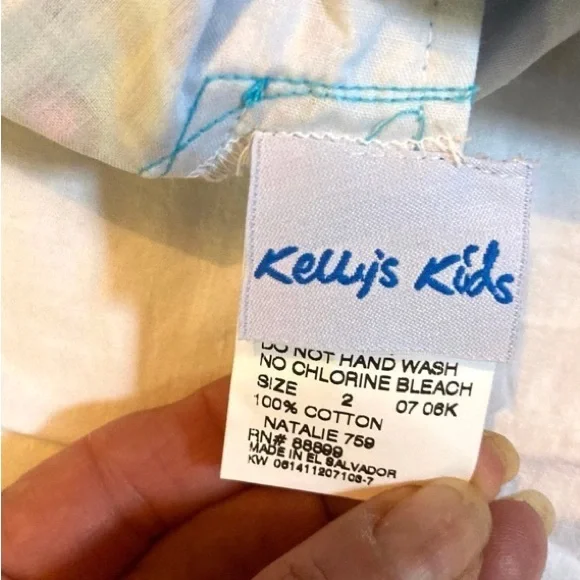 Kelly's Kids
DO NOT HAND WASH
NO CHLORINE BLEACH
SIZE 2 07 06K
100% COTTON
NATALIE 759
RN# 88899
MADE IN EL SALVADOR
KW 061411207103-7